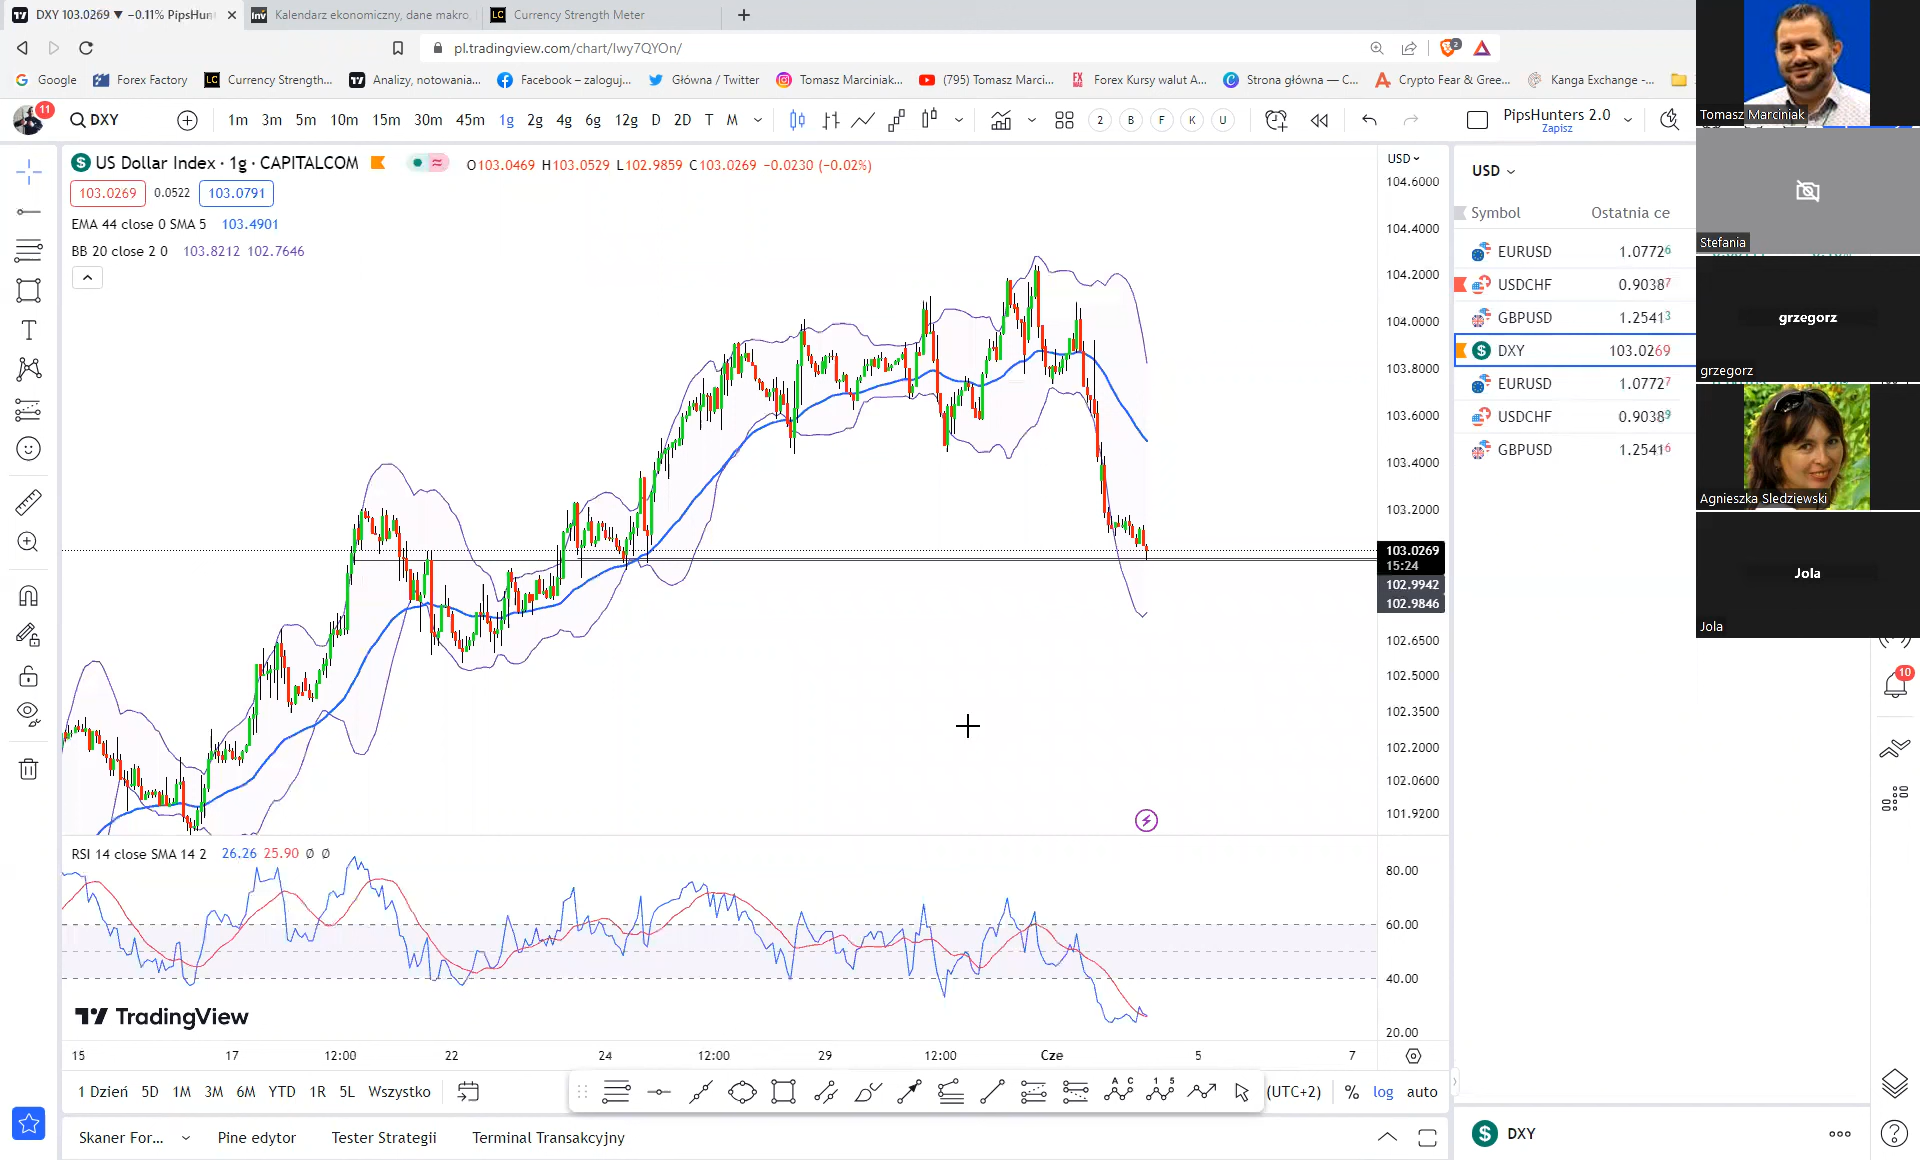 DXY 103.0269 ▼ −0.11% PipsHun
Kalendarz ekonomiczny, dane makro,
Currency Strength Meter
pl.tradingview.com/chart/Iwy7QYOn/
Google
Forex Factory
Currency Strength...
Analizy, notowania...
Facebook – zaloguj...
Główna / Twitter
Tomasz Marciniak...
(795) Tomasz Marci...
Forex Kursy walut A...
Strona główna — C...
Crypto Fear & Gree...
Kanga Exchange -...
11
DXY
1m 3m 5m 10m 15m 30m 45m 1g 2g 4g 6g 12g D 2D T M
2 B F K U
PipsHunters 2.0
Zapisz
US Dollar Index · 1g · CAPITALCOM
O103.0469 H103.0529 L102.9859 C103.0269 −0.0230 (−0.02%)
103.0269 0.0522 103.0791
EMA 44 close 0 SMA 5 103.4901
BB 20 close 2 0 103.8212 102.7646
USD
104.6000
104.4000
104.2000
104.0000
103.8000
103.6000
103.4000
103.2000
103.0269
15:24
102.9942
102.9846
102.6500
102.5000
102.3500
102.2000
102.0600
101.9200
RSI 14 close SMA 14 2 26.26 25.90 Ø Ø
80.00
60.00
40.00
20.00
TradingView
15 17 12:00 22 24 12:00 29 12:00 Cze 5 7
1 Dzień 5D 1M 3M 6M YTD 1R 5L Wszystko
(UTC+2) % log auto
Skaner For... Pine edytor Tester Strategii Terminal Transakcyjny
USD
Symbol Ostatnia ce
EURUSD 1.07726
USDCHF 0.90387
GBPUSD 1.25413
DXY 103.0269
EURUSD 1.07727
USDCHF 0.90389
GBPUSD 1.25416
DXY
10
Tomasz Marciniak
Stefania
grzegorz
grzegorz
Agnieszka Sledziewski
Jola
Jola